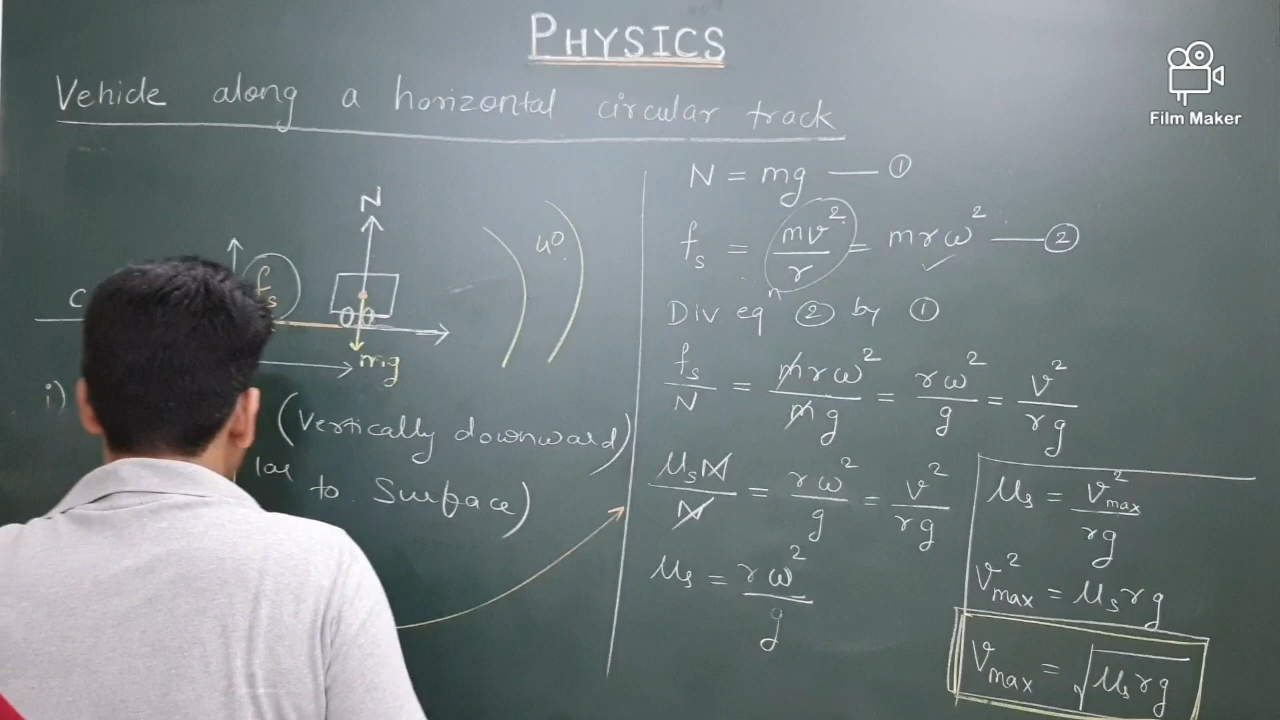 PHYSICS
Vehicle along a horizontal circular track
Film Maker
N
fs
c
mg
i)
(Vertically downward)
lar to Surface)
40
N = mg — ①
fs = mv²/r = mrω² — ②
Div eqn ② by ①
fs/N = mrω²/mg = rω²/g = v²/rg
μsN/N = rω²/g = v²/rg
μs = rω²/g
μs = v²max/rg
v²max = μsrg
Vmax = √μsrg